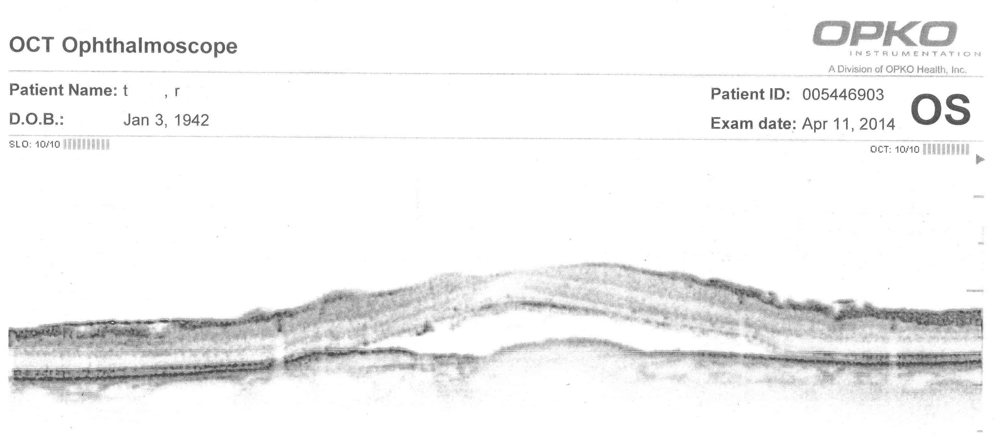 OPKO
INSTRUMENTATION
A Division of OPKO Health, Inc.
OCT Ophthalmoscope
Patient Name: t , r
Patient ID: 005446903
OS
D.O.B.: Jan 3, 1942
Exam date: Apr 11, 2014
SLO: 10/10
OCT: 10/10